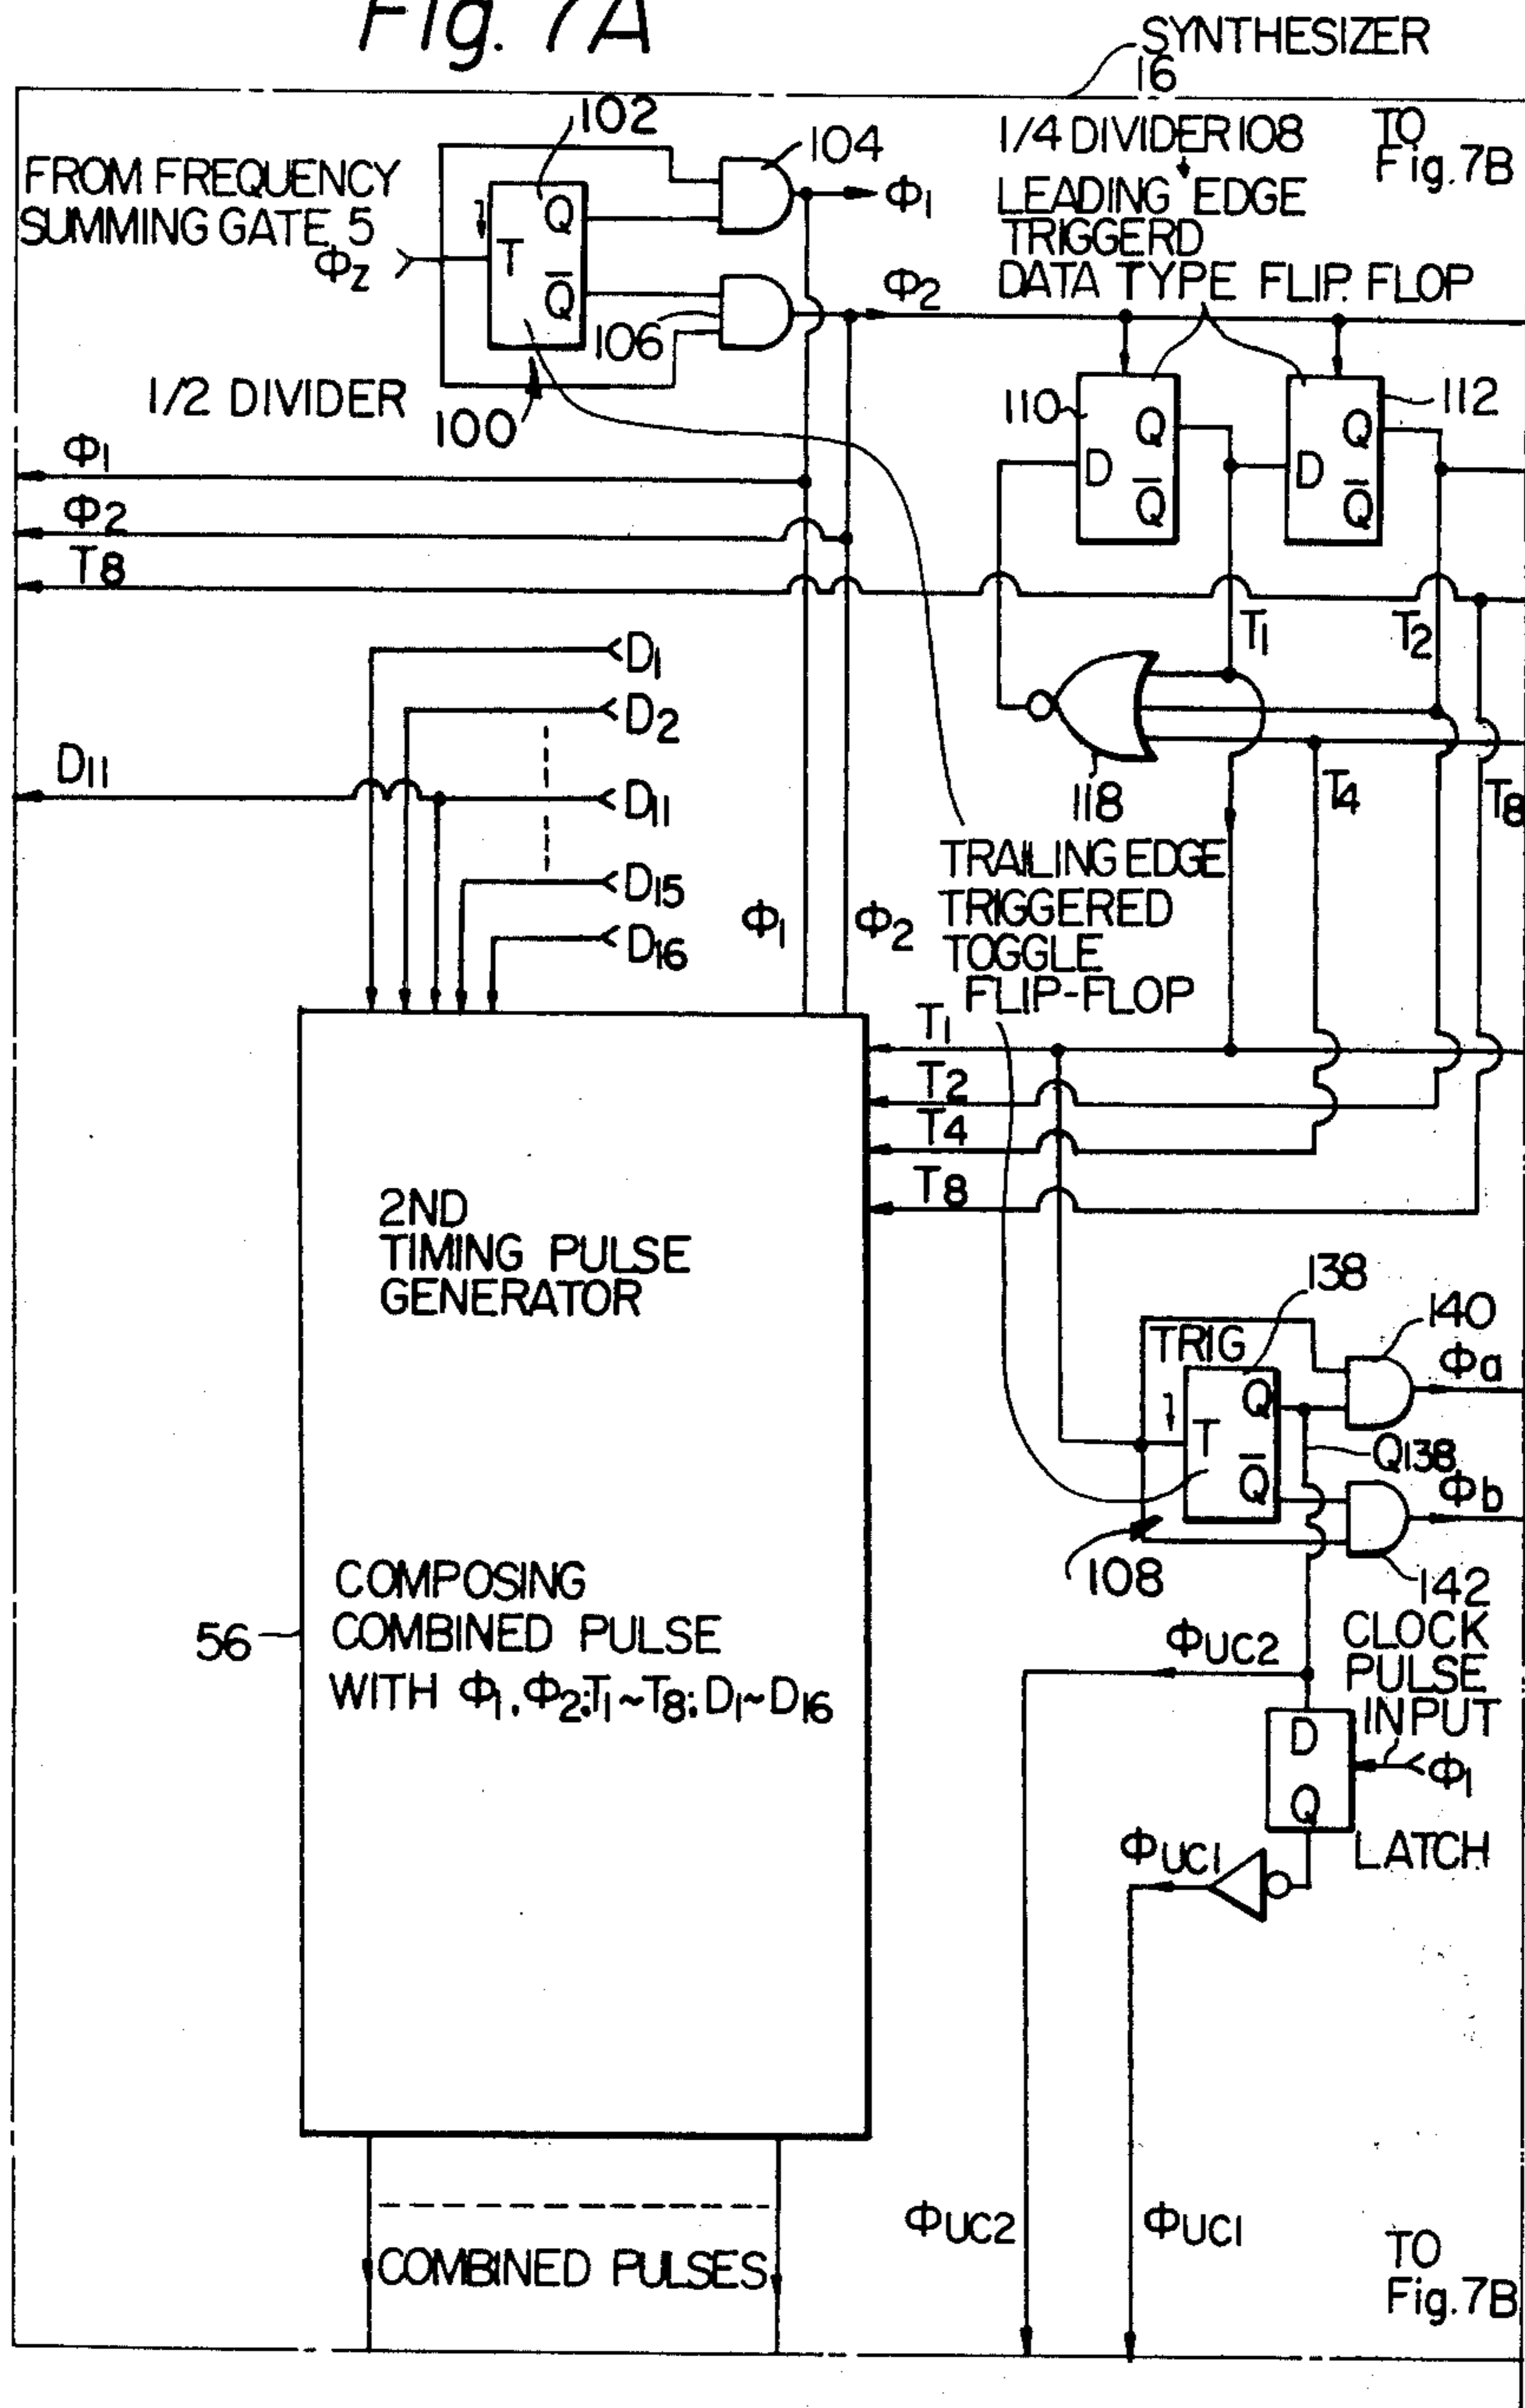 Fig. 7A
SYNTHESIZER
16
102
104
1/4 DIVIDER 108
TO
Fig. 7B
FROM FREQUENCY
SUMMING GATE 5
Φz
T
Q
Q̅
Φ1
LEADING EDGE
TRIGGERD
DATA TYPE FLIP. FLOP
Φ2
106
1/2 DIVIDER
100
110
D
Q
Q̅
112
D
Q
Q̅
Φ1
Φ2
T8
T1
T2
D1
D2
D11
D11
D15
D16
118
T4
T8
Φ1
Φ2
TRAILING EDGE
TRIGGERED
TOGGLE
FLIP-FLOP
T1
T2
T4
T8
2ND
TIMING PULSE
GENERATOR
138
140
TRIG
T
Q
Q̅
Φa
Q138
Φb
108
142
COMPOSING
COMBINED PULSE
WITH Φ1, Φ2; T1~T8; D1~D16
56
ΦUC2
CLOCK
PULSE
INPUT
D
Q
Φ1
LATCH
ΦUC1
ΦUC2
ΦUC1
COMBINED PULSES
TO
Fig. 7B